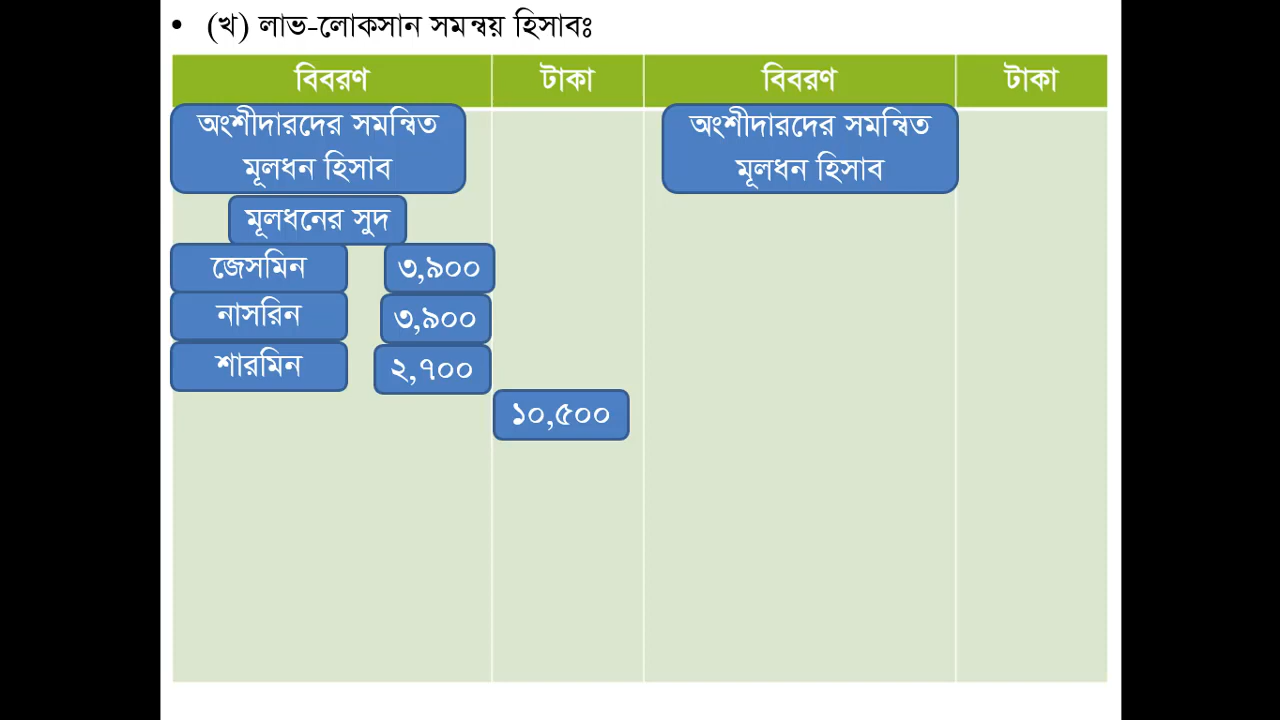 • (খ) লাভ-লোকসান সমন্বয় হিসাবঃ
বিবরণ টাকা বিবরণ টাকা
অংশীদারদের সমন্বিত
মূলধন হিসাব
অংশীদারদের সমন্বিত
মূলধন হিসাব
মূলধনের সুদ
জেসমিন ৩,৯০০
নাসরিন ৩,৯০০
শারমিন ২,৭০০
১০,৫০০